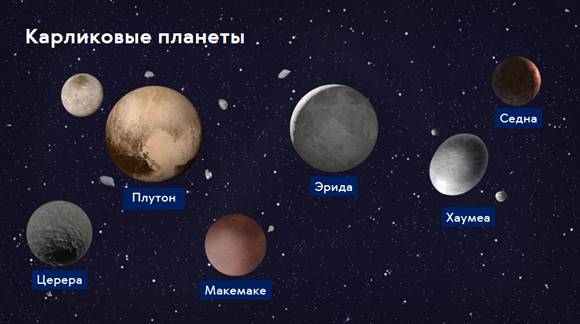 Карликовые планеты
Седна
Плутон
Эрида
Хаумеа
Церера
Макемаке